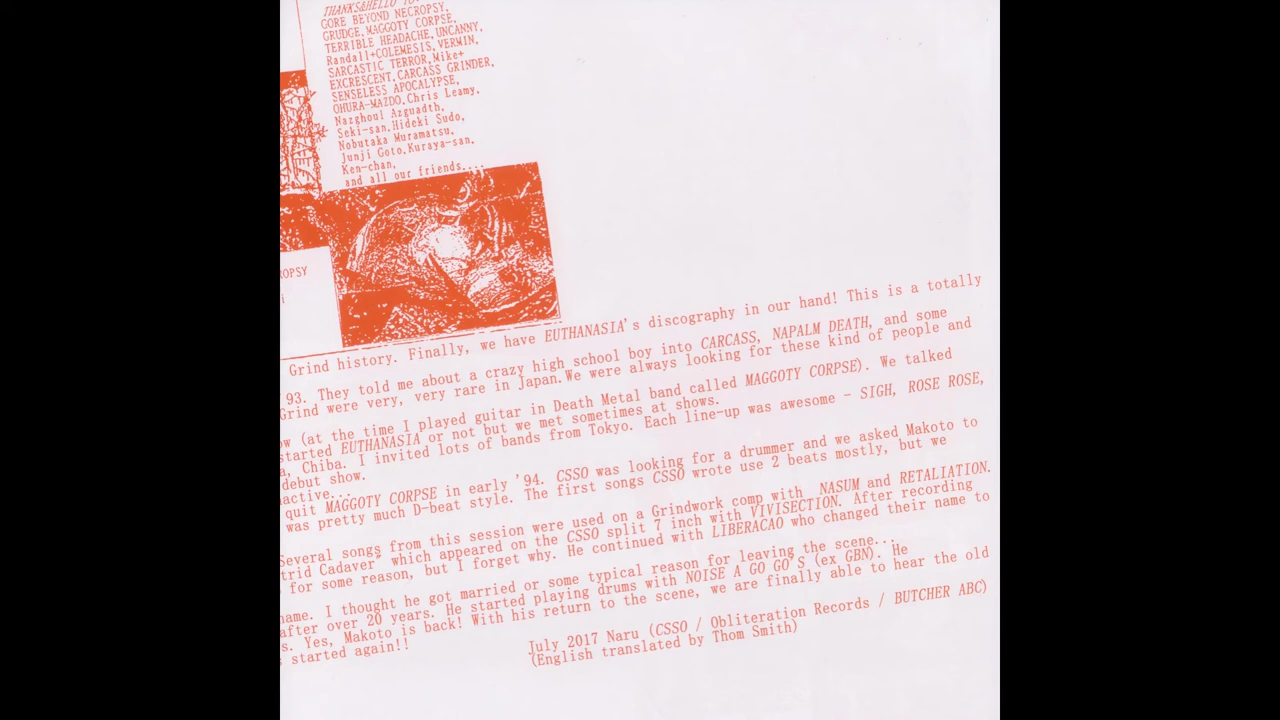 THANKS&HELLO TO
GORE BEYOND NECROPSY,
GRUDGE,MAGGOTY CORPSE,
TERRIBLE HEADACHE,UNCANNY,
Randall+COLEMESIS,VERMIN,
SARCASTIC TERROR,Mike+
EXCRESCENT,CARCASS GRINDER,
SENSELESS APOCALYPSE,
OHURA-MAZDO,Chris Leamy,
Nazghoul Azguadth,
Seki-san,Hideki Sudo,
Nobutaka Muramatsu,
Junji Goto,Kuraya-san,
Ken-chan,
and all our friends....
ROPSY
i
Grind history. Finally, we have EUTHANASIA's discography in our hand! This is a totally
93. They told me about a crazy high school boy into CARCASS, NAPALM DEATH, and some
Grind were very, very rare in Japan.We were always looking for these kind of people and
ow (at the time I played guitar in Death Metal band called MAGGOTY CORPSE). We talked
started EUTHANASIA or not but we met sometimes at shows.
a, Chiba. I invited lots of bands from Tokyo. Each line-up was awesome - SIGH, ROSE ROSE,
debut show.
nactive...
quit MAGGOTY CORPSE in early '94. CSSO was looking for a drummer and we asked Makoto to
was pretty much D-beat style. The first songs CSSO wrote use 2 beats mostly, but we
Several songs from this session were used on a Grindwork comp with NASUM and RETALIATION.
trid Cadaver" which appeared on the CSSO split 7 inch with VIVISECTION. After recording
for some reason, but I forget why. He continued with LIBERACAO who changed their name to
name. I thought he got married or some typical reason for leaving the scene...
after over 20 years. He started playing drums with NOISE A GO GO'S (ex GBN). He
s. Yes, Makoto is back! With his return to the scene, we are finally able to hear the old
started again!!
July 2017 Naru (CSSO / Obliteration Records / BUTCHER ABC)
(English translated by Thom Smith)